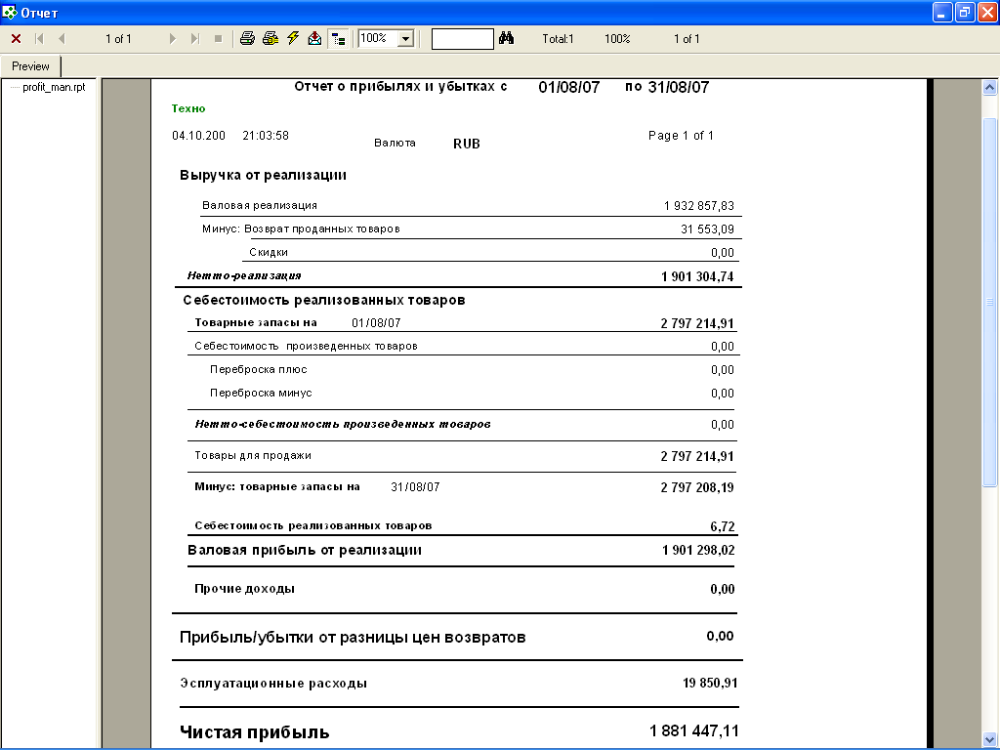 Отчет
1 of 1
100%
Total:1
100%
1 of 1
Preview
profit_man.rpt
Отчет о прибылях и убытках с 01/08/07 по 31/08/07
Техно
04.10.200 21:03:58 Валюта RUB Page 1 of 1
Выручка от реализации
Валовая реализация 1 932 857,83
Минус: Возврат проданных товаров 31 553,09
Скидки 0,00
Нетто-реализация 1 901 304,74
Себестоимость реализованных товаров
Товарные запасы на 01/08/07 2 797 214,91
Себестоимость произведенных товаров 0,00
Переброска плюс 0,00
Переброска минус 0,00
Нетто-себестоимость произведенных товаров 0,00
Товары для продажи 2 797 214,91
Минус: товарные запасы на 31/08/07 2 797 208,19
Себестоимость реализованных товаров 6,72
Валовая прибыль от реализации 1 901 298,02
Прочие доходы 0,00
Прибыль/убытки от разницы цен возвратов 0,00
Эсплуатационные расходы 19 850,91
Чистая прибыль 1 881 447,11